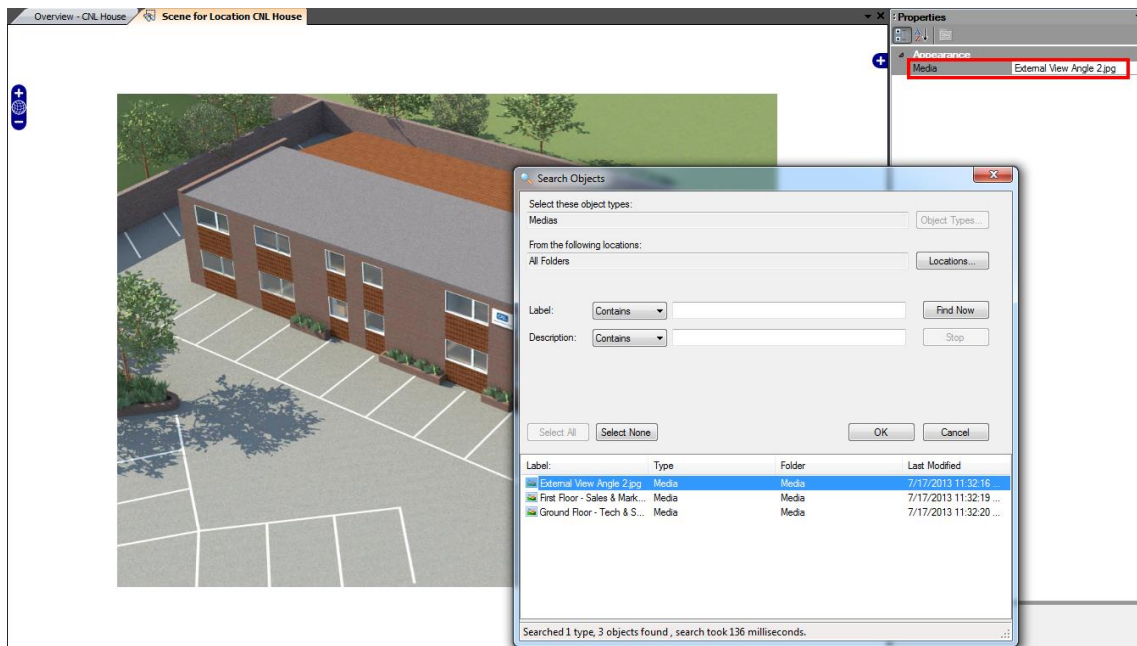 Overview - CNL House
Scene for Location CNL House
Properties
Appearance
Media External View Angle 2.jpg
Search Objects
Select these object types:
Medias
Object Types...
From the following locations:
All Folders
Locations...
Label: Contains
Find Now
Description: Contains
Stop
Select All
Select None
OK
Cancel
Label: Type Folder Last Modified
External View Angle 2.jpg Media Media 7/17/2013 11:32:16 ...
First Floor - Sales & Mark... Media Media 7/17/2013 11:32:19 ...
Ground Floor - Tech & S... Media Media 7/17/2013 11:32:20 ...
Searched 1 type, 3 objects found , search took 136 milliseconds.
CNL